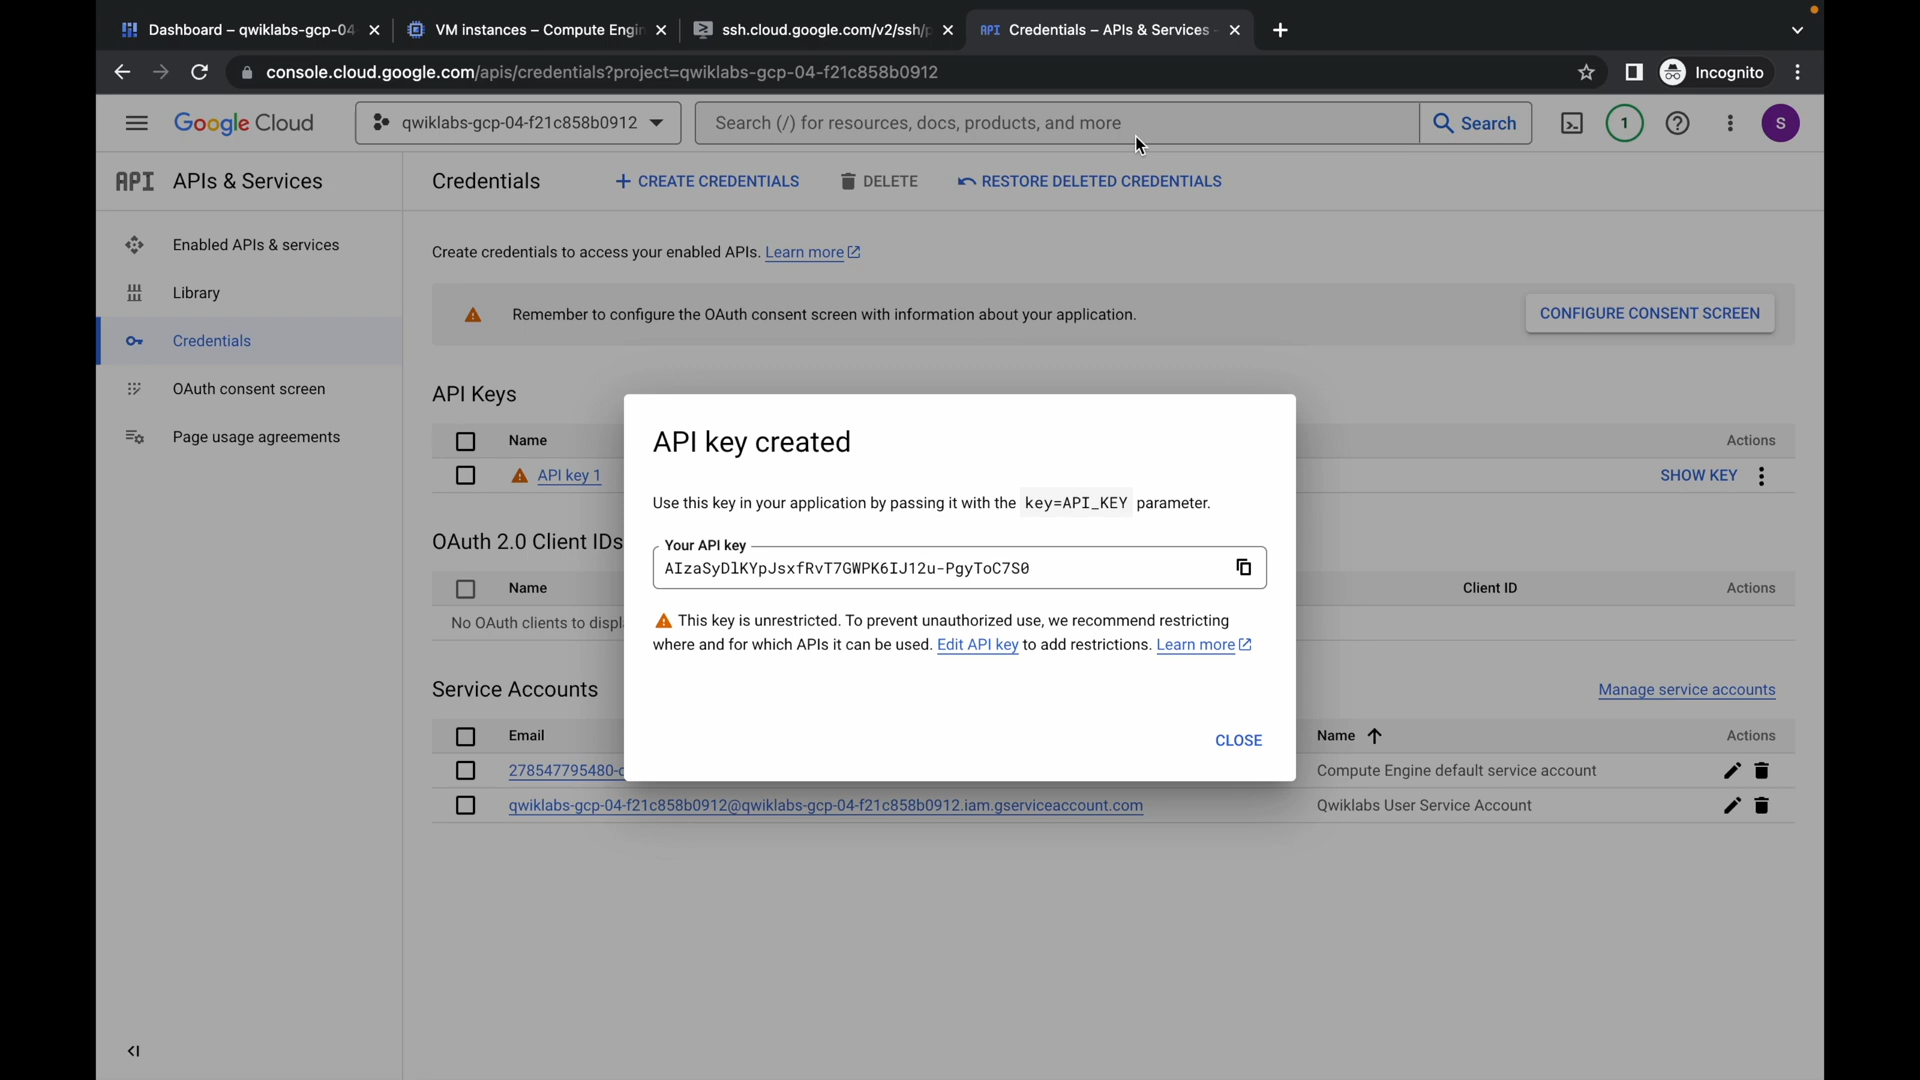 Dashboard – qwiklabs-gcp-04
VM instances – Compute Engin
ssh.cloud.google.com/v2/ssh/p
API Credentials – APIs & Services -
console.cloud.google.com/apis/credentials?project=qwiklabs-gcp-04-f21c858b0912
Incognito
Google Cloud
qwiklabs-gcp-04-f21c858b0912
Search (/) for resources, docs, products, and more
Search
1
S
API APIs & Services
Credentials
CREATE CREDENTIALS
DELETE
RESTORE DELETED CREDENTIALS
Enabled APIs & services
Library
Credentials
OAuth consent screen
Page usage agreements
Create credentials to access your enabled APIs. Learn more
Remember to configure the OAuth consent screen with information about your application.
CONFIGURE CONSENT SCREEN
API Keys
Name
Actions
API key 1
SHOW KEY
OAuth 2.0 Client IDs
Name
Client ID
Actions
No OAuth clients to displ
Service Accounts
Manage service accounts
Email
Name
Actions
278547795480-c
Compute Engine default service account
qwiklabs-gcp-04-f21c858b0912@qwiklabs-gcp-04-f21c858b0912.iam.gserviceaccount.com
Qwiklabs User Service Account
API key created
Use this key in your application by passing it with the key=API_KEY parameter.
Your API key
AIzaSyDlKYpJsxfRvT7GWPK6IJ12u-PgyToC7S0
This key is unrestricted. To prevent unauthorized use, we recommend restricting
where and for which APIs it can be used. Edit API key to add restrictions. Learn more
CLOSE